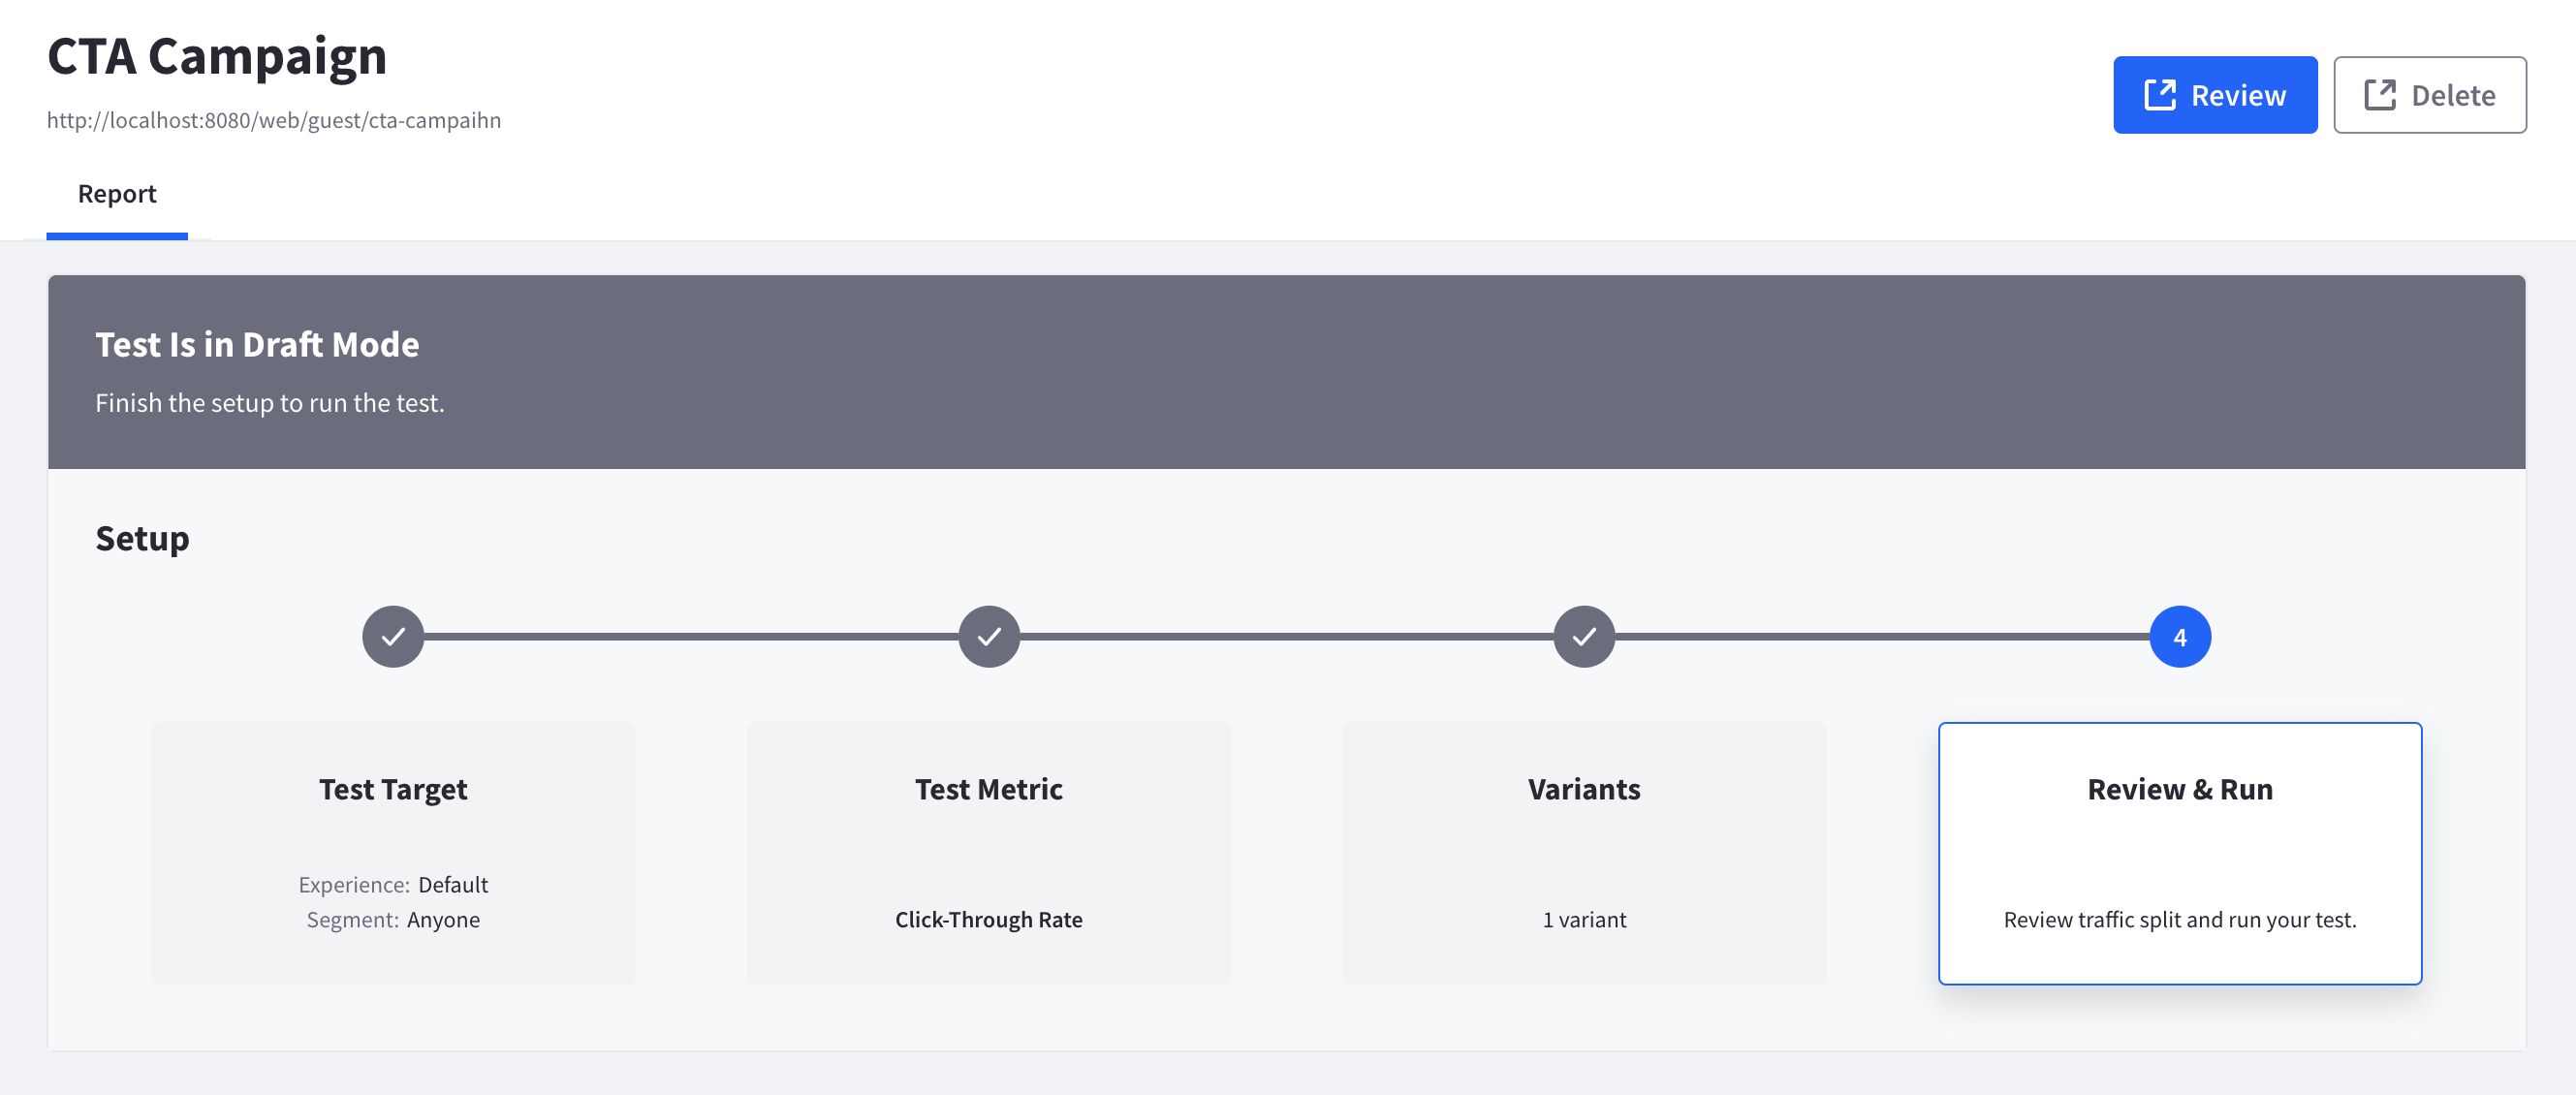 CTA Campaign
http://localhost:8080/web/guest/cta-campaihn
Review
Delete
Report
Test Is in Draft Mode
Finish the setup to run the test.
Setup
4
Test Target
Experience: Default
Segment: Anyone
Test Metric
Click-Through Rate
Variants
1 variant
Review & Run
Review traffic split and run your test.